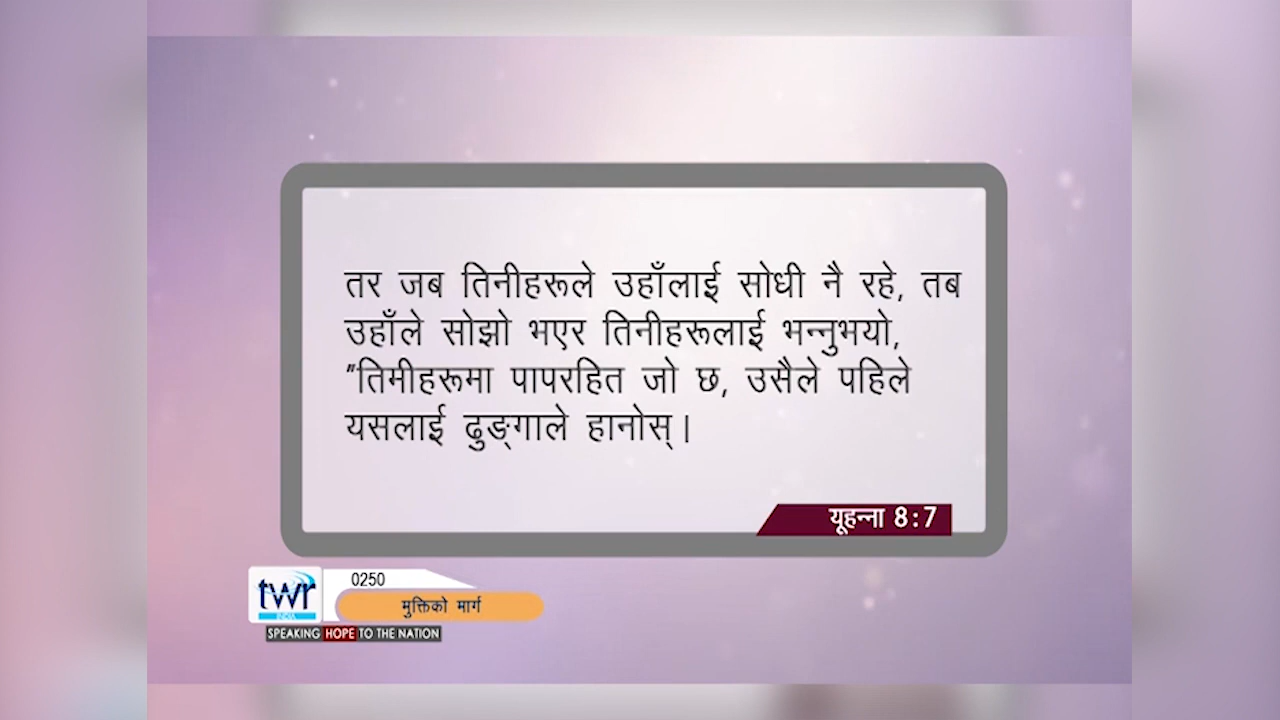 तर जब तिनीहरूले उहाँलाई सोधी नै रहे, तब
उहाँले सोझो भएर तिनीहरूलाई भन्नुभयो,
"तिमीहरूमा पापरहित जो छ, उसैले पहिले
यसलाई ढुङ्गाले हानोस्।
यूहन्ना 8:7
twr
INDIA
0250
मुक्तिको मार्ग
SPEAKING HOPE TO THE NATION